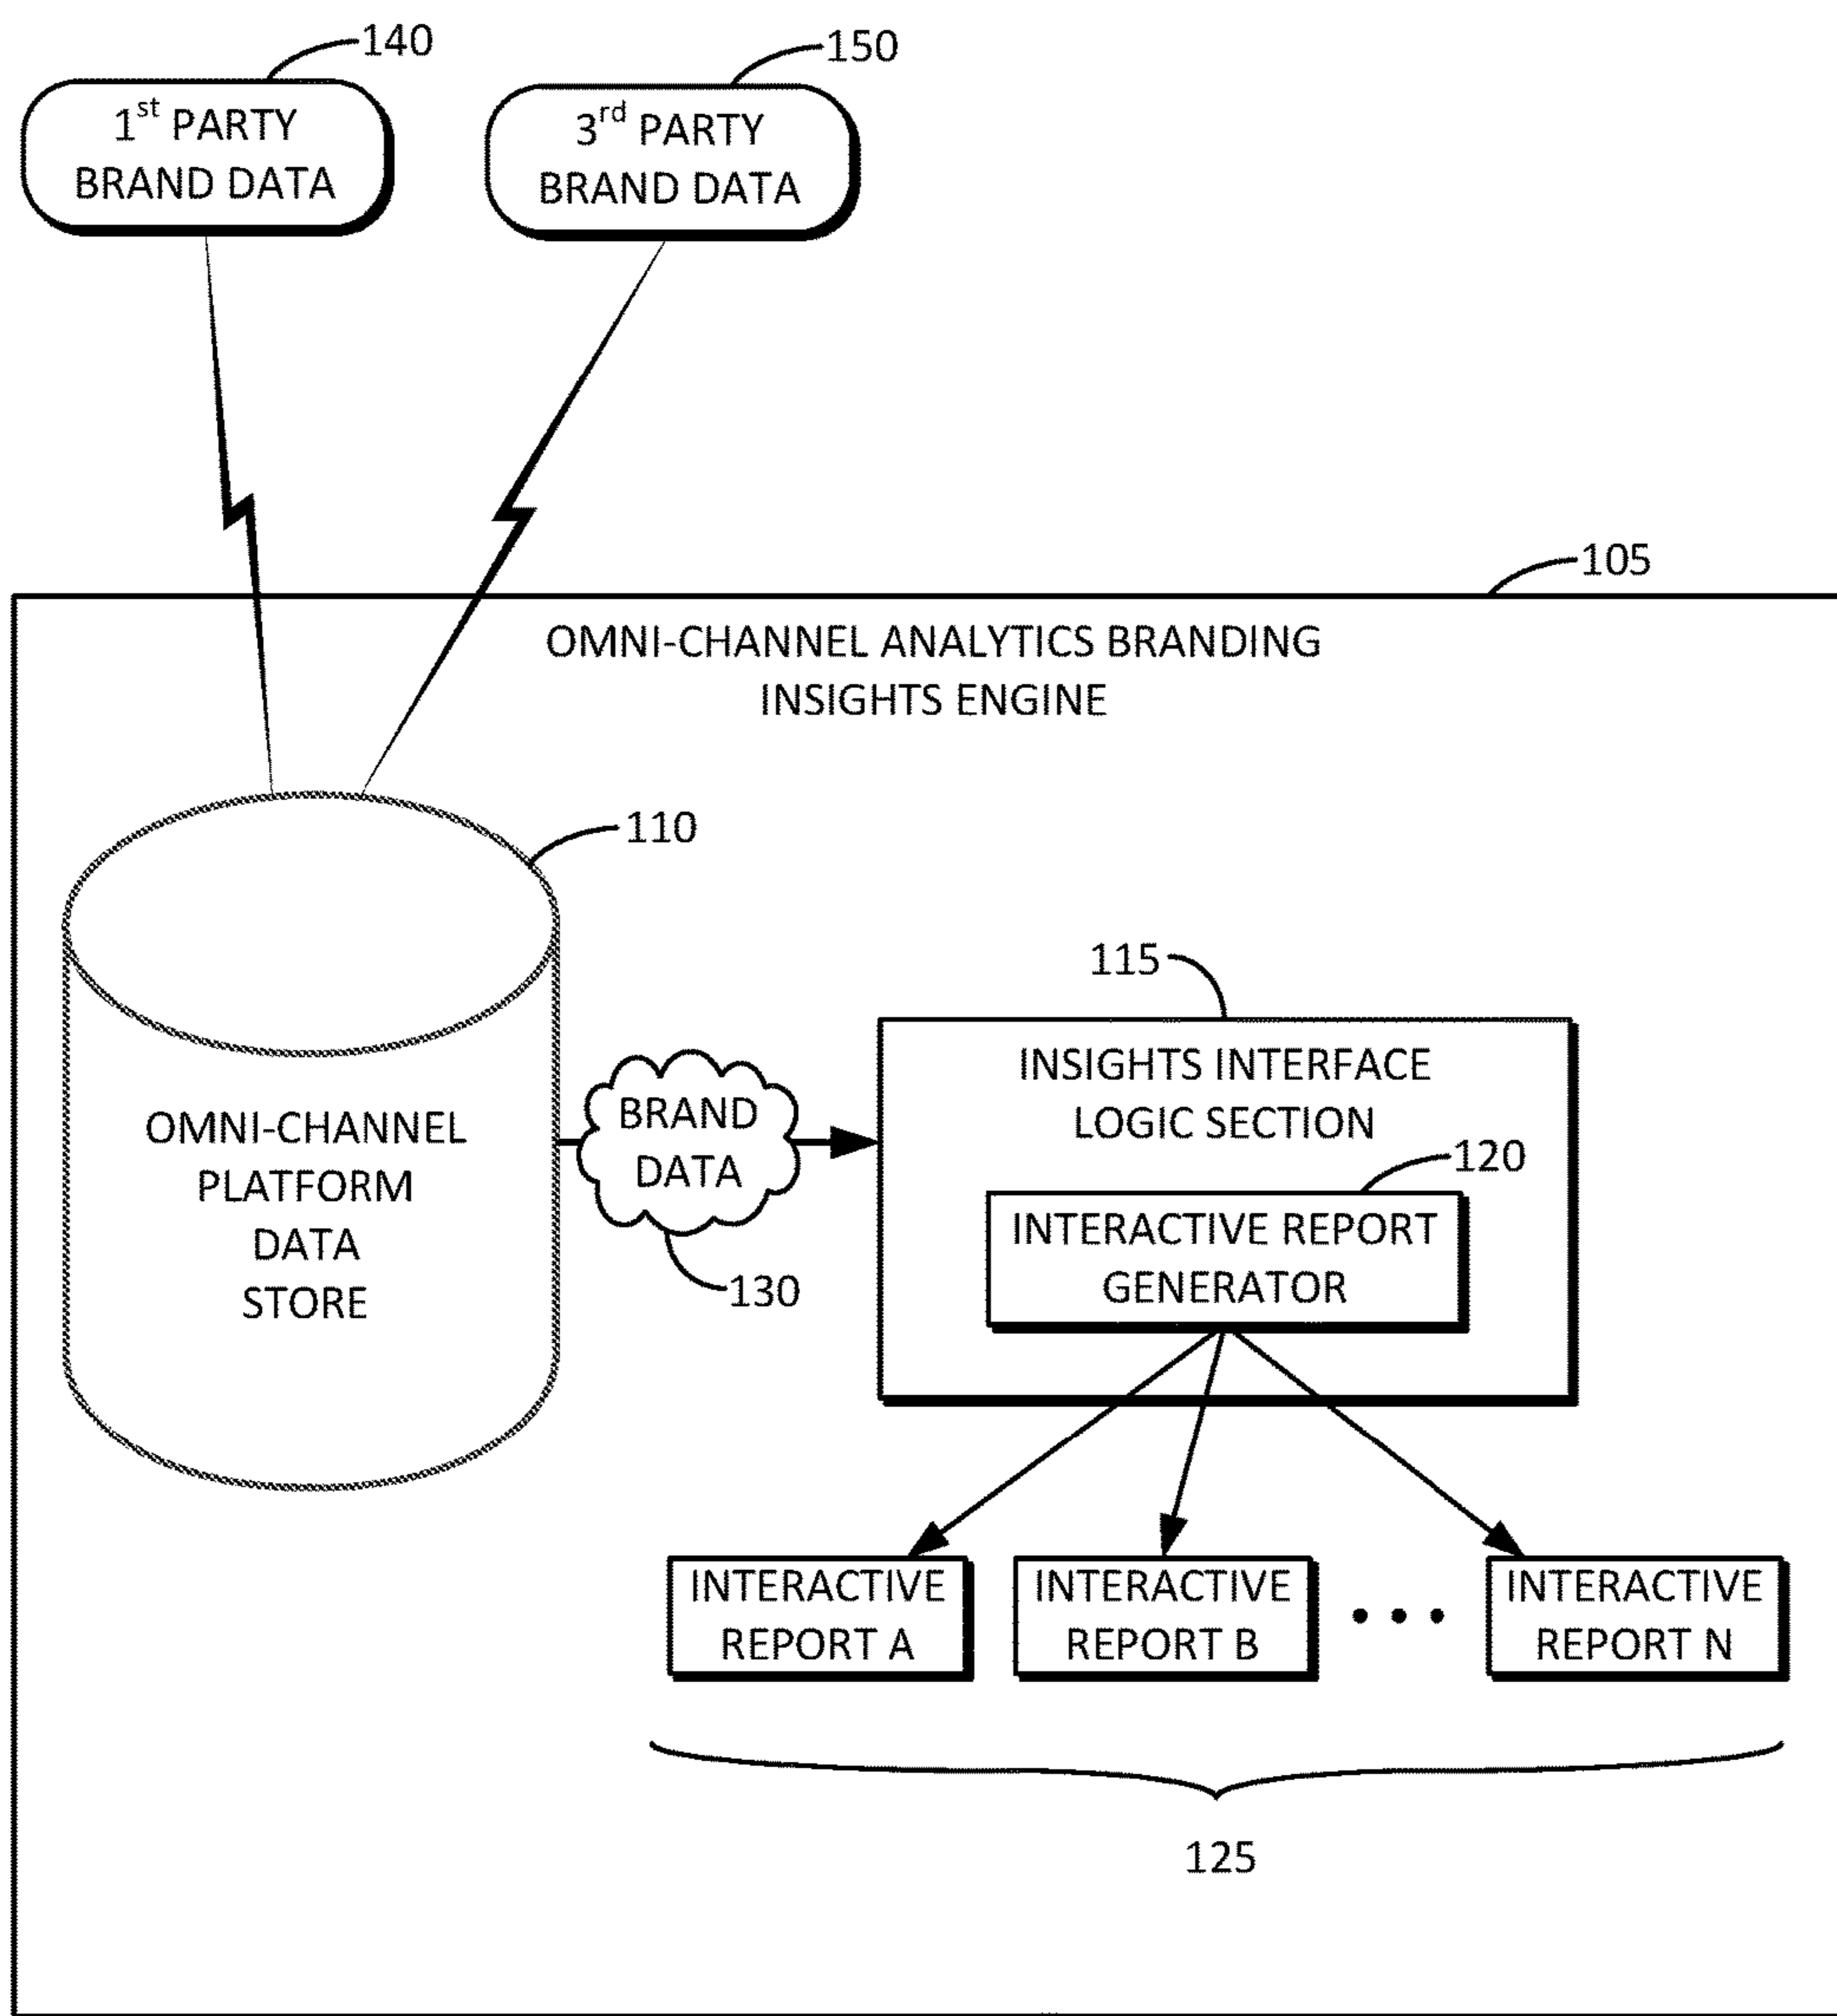 140
150
1st PARTY
BRAND DATA
3rd PARTY
BRAND DATA
105
OMNI-CHANNEL ANALYTICS BRANDING
INSIGHTS ENGINE
110
OMNI-CHANNEL
PLATFORM
DATA
STORE
BRAND
DATA
130
115
INSIGHTS INTERFACE
LOGIC SECTION
120
INTERACTIVE REPORT
GENERATOR
INTERACTIVE
REPORT A
INTERACTIVE
REPORT B
• • •
INTERACTIVE
REPORT N
125